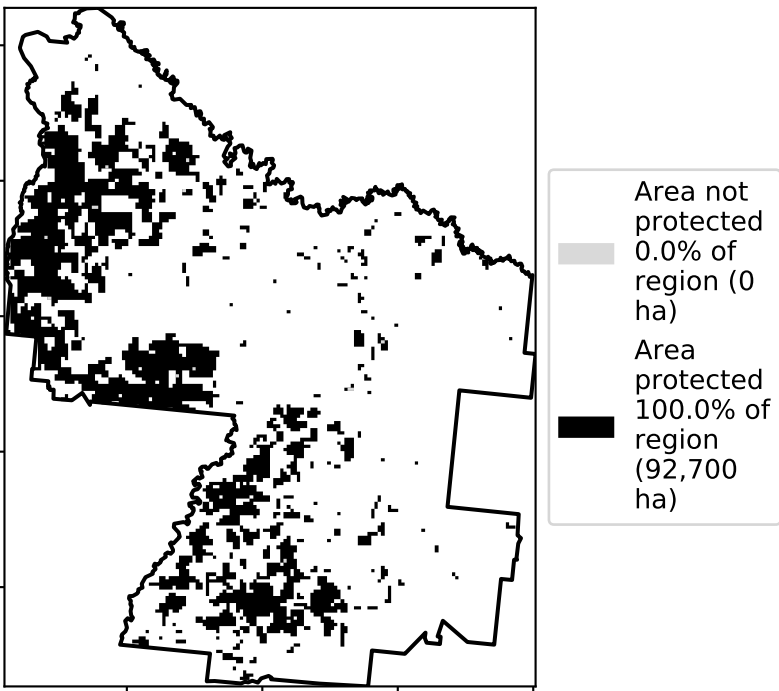 Area not
protected
0.0% of
region (0
ha)
Area
protected
100.0% of
region
(92,700
ha)